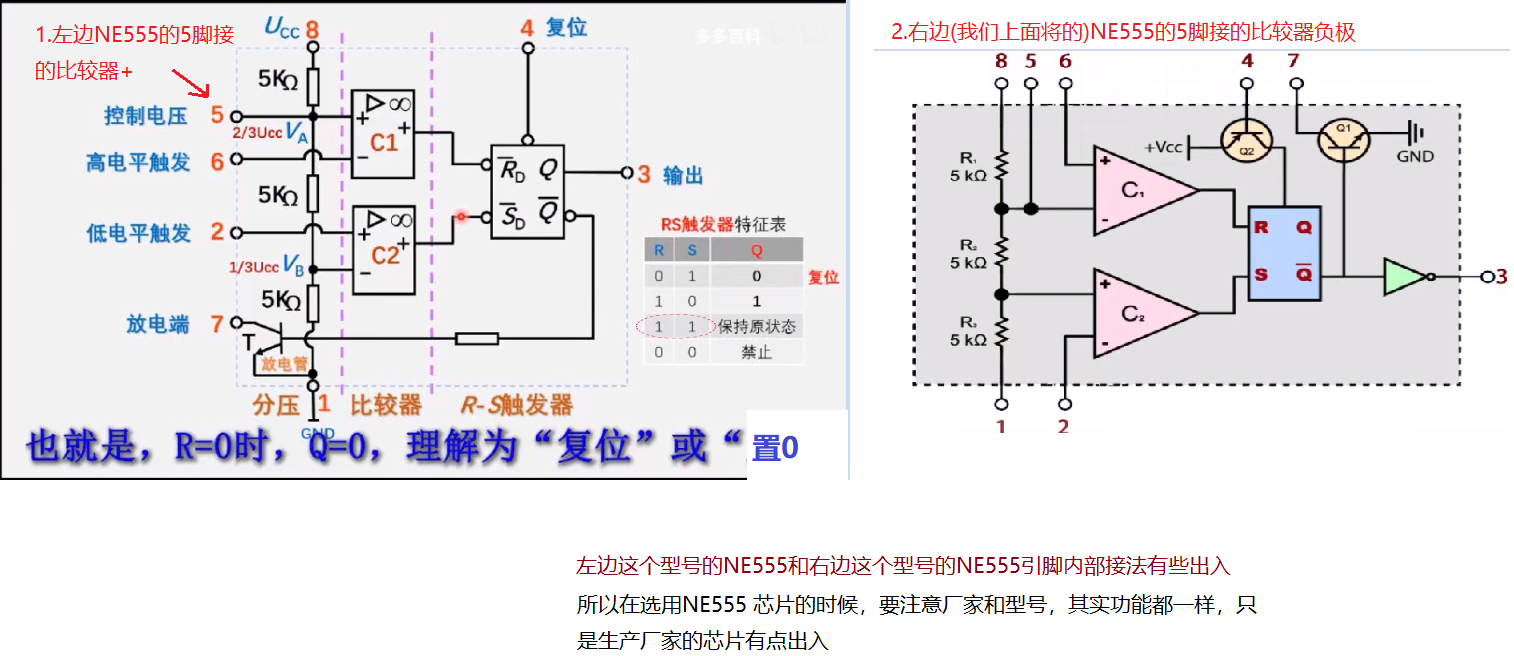 1.左边NE555的5脚接
的比较器+
UCC 8
4 复位
多多百科
5KΩ
控制电压 5
2/3Ucc VA
高电平触发 6
5KΩ
低电平触发 2
1/3Ucc VB
5KΩ
放电端 7
T
放电管
▷ ∞
+
+
C1
−
▷ ∞
+
+
C2
−
RD Q
SD Q
3 输出
RS触发器特征表
R S Q
0 1 0 复位
1 0 1
1 1 保持原状态
0 0 禁止
分压 1 比较器 R-S触发器
GND
也就是，R=0时，Q=0，理解为“复位”或“置0
2.右边(我们上面将的)NE555的5脚接的比较器负极
8 5 6 4 7
+Vcc
Q2
Q1
GND
R₁
5 kΩ
+
C₁
-
R₂
5 kΩ
R Q
S Q̅
3
+
C₂
-
R₃
5 kΩ
1 2
左边这个型号的NE555和右边这个型号的NE555引脚内部接法有些出入
所以在选用NE555 芯片的时候，要注意厂家和型号，其实功能都一样，只
是生产厂家的芯片有点出入